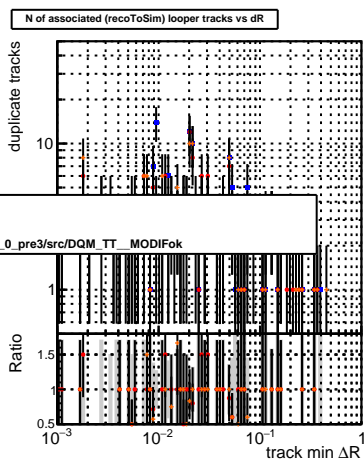 N of associated (recoToSim) looper tracks vs dR
duplicate tracks
10
_0_pre3/src/DQM_TT__MODIFok
1
Ratio
1.5
1
0.5
10⁻³
10⁻²
10⁻¹
1
track min ΔR